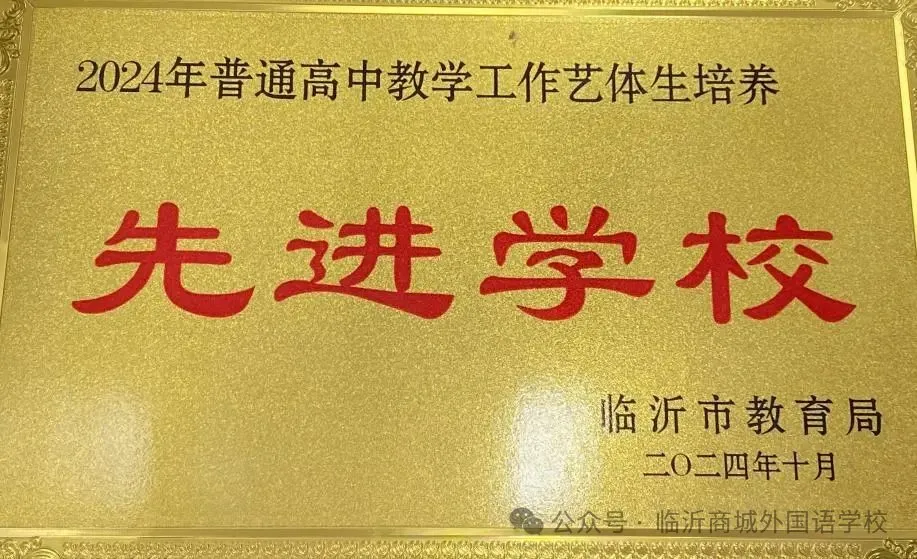 2024年普通高中教学工作艺体生培养
先进学校
临沂市教育局
二〇二四年十月
公众号·临沂商城外国语学校